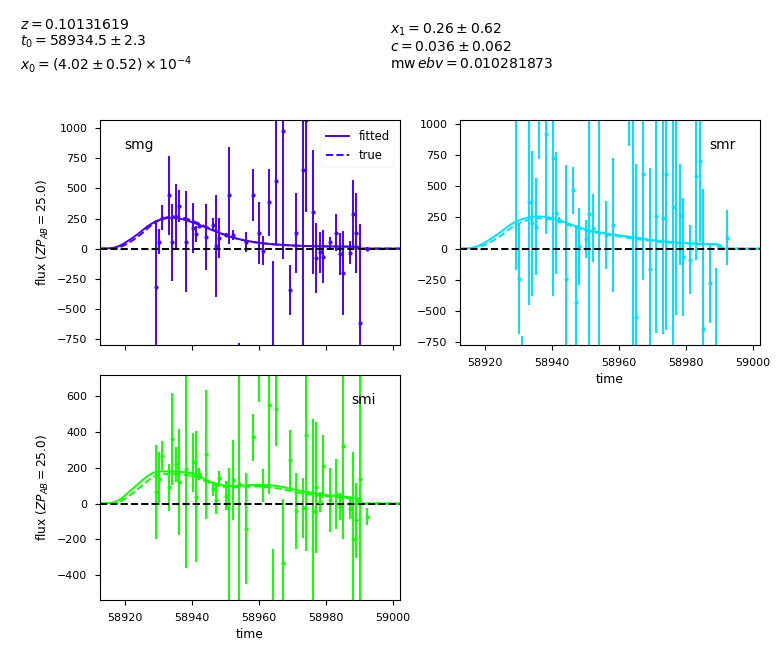 z = 0.10131619
t₀ = 58934.5 ± 2.3
x₀ = (4.02 ± 0.52) × 10⁻⁴
x₁ = 0.26 ± 0.62
c = 0.036 ± 0.062
mw ebv = 0.010281873
smg
fitted
true
1000
750
500
250
0
−250
−500
−750
flux (ZP_AB = 25.0)
smr
1000
750
500
250
0
−250
−500
−750
58920 58940 58960 58980 59000
time
smi
600
400
200
0
−200
−400
flux (ZP_AB = 25.0)
58920 58940 58960 58980 59000
time